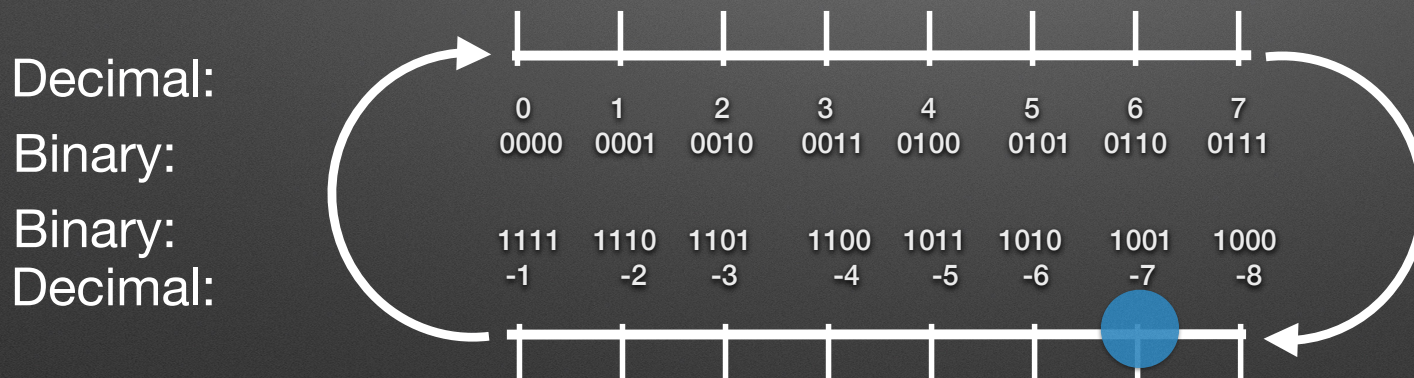 Decimal: 0 1 2 3 4 5 6 7
Binary: 0000 0001 0010 0011 0100 0101 0110 0111
Binary: 1111 1110 1101 1100 1011 1010 1001 1000
Decimal: -1 -2 -3 -4 -5 -6 -7 -8